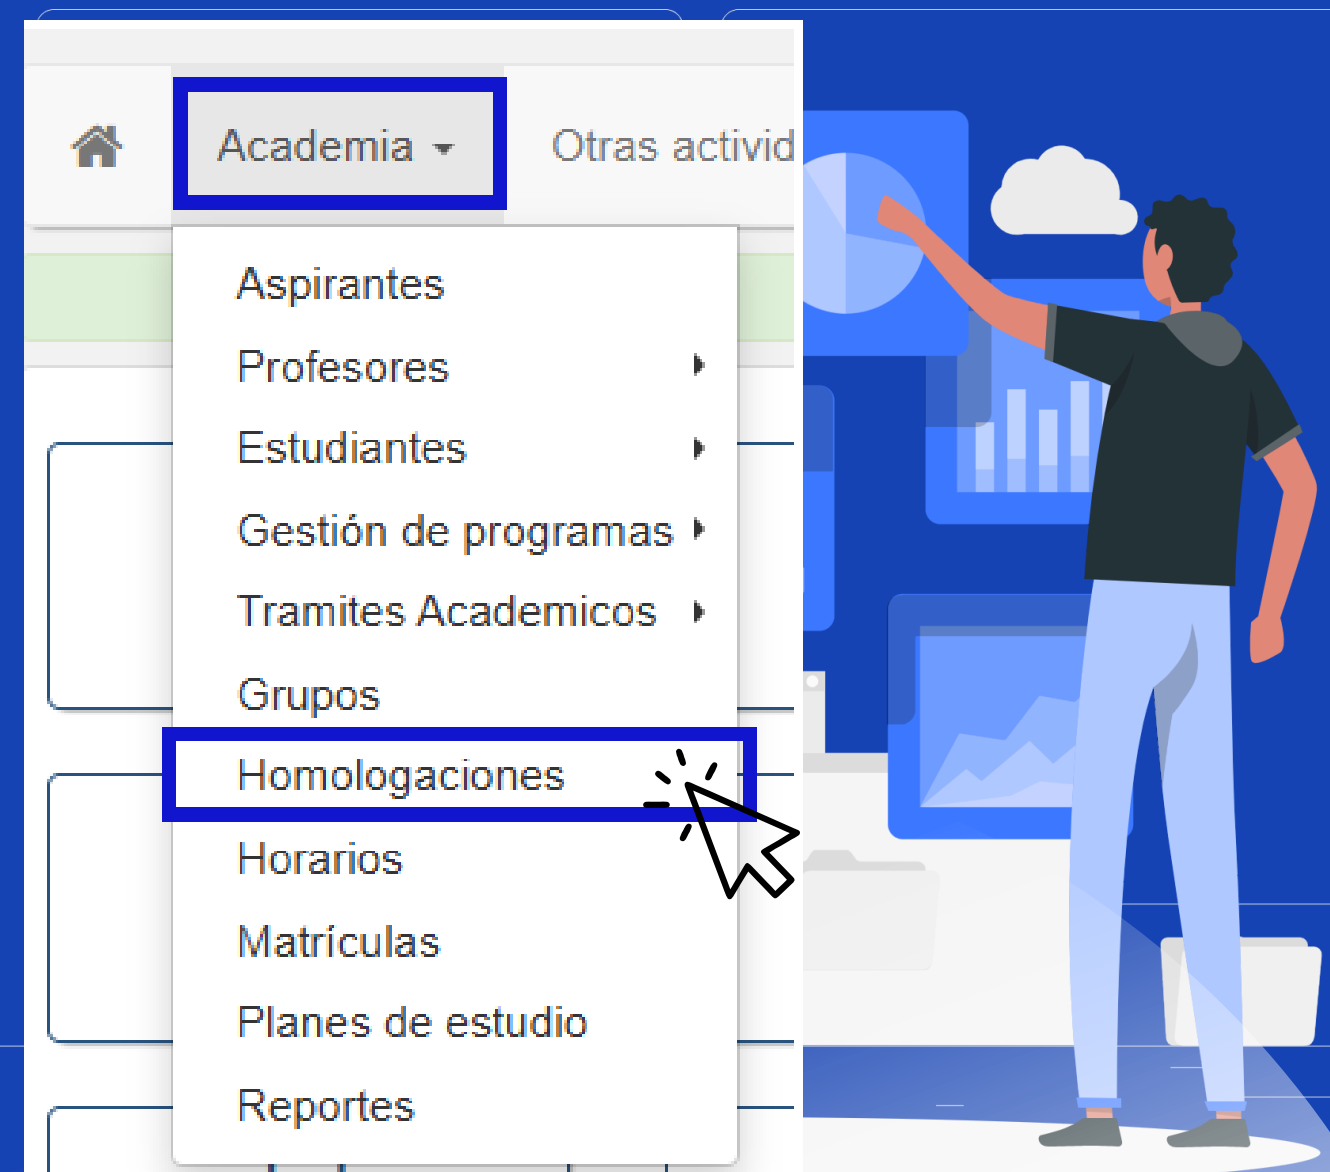 Academia
Otras activid
Aspirantes
Profesores
Estudiantes
Gestión de programas
Tramites Academicos
Grupos
Homologaciones
Horarios
Matrículas
Planes de estudio
Reportes